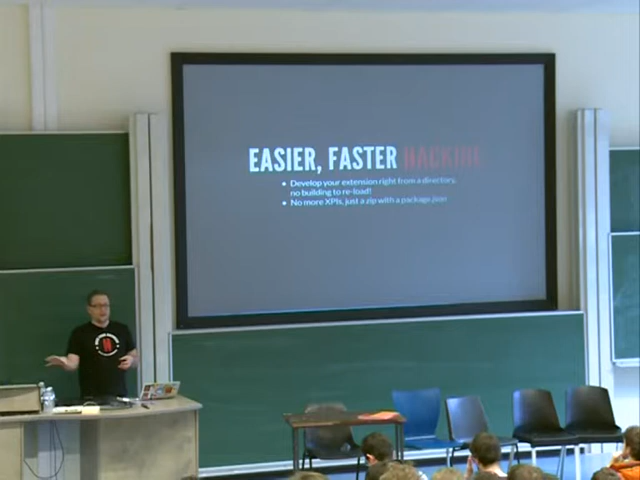 EASIER, FASTER HACKING
Develop your extension right from a directory,
no building to re-load!
No more XPIs, just a zip with a package.json